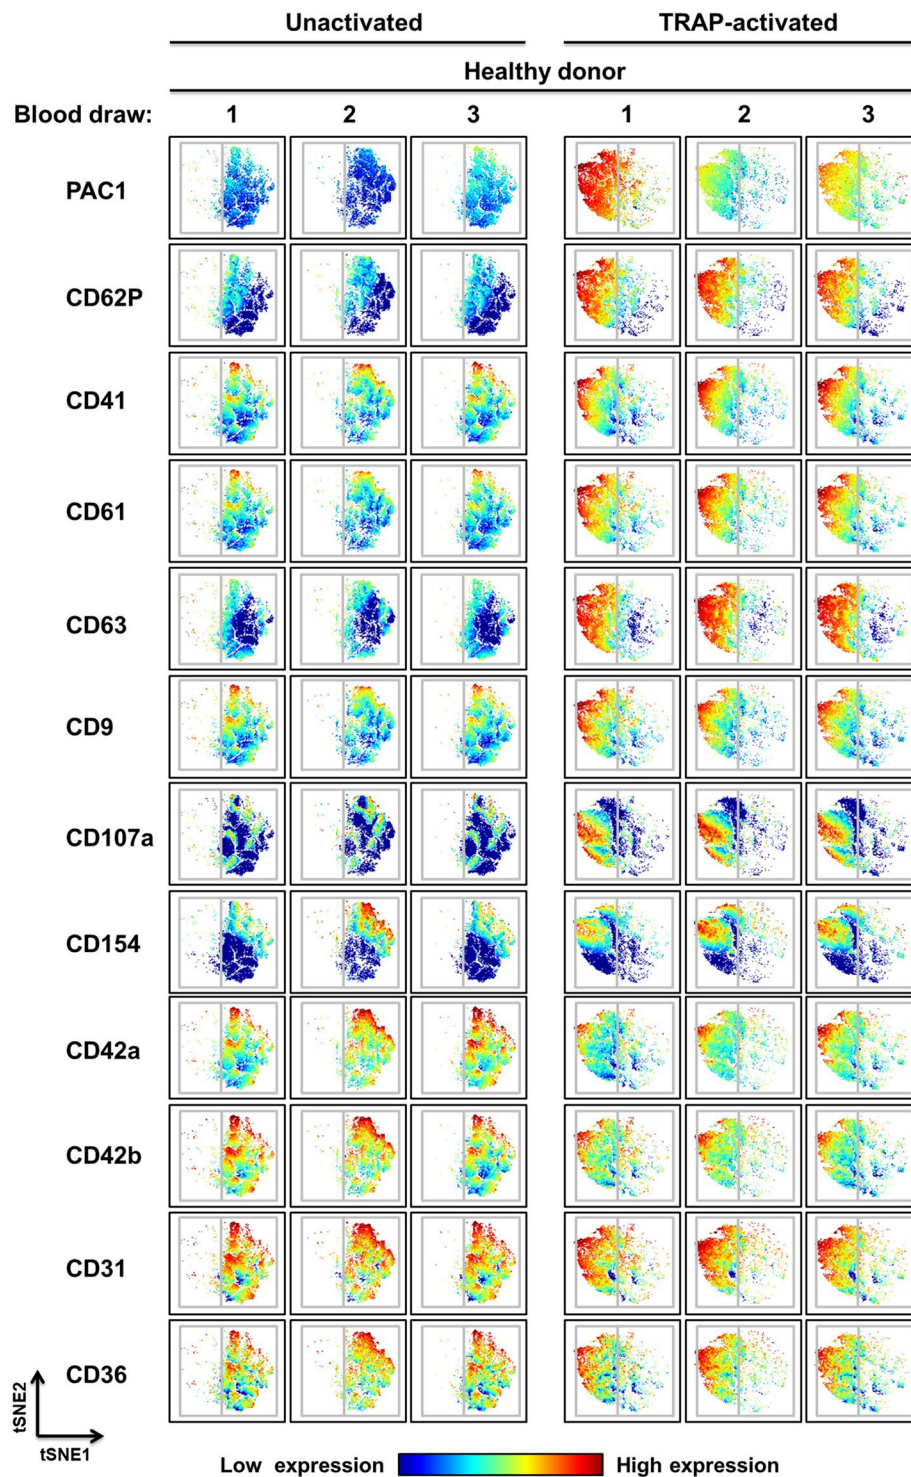 Unactivated TRAP-activated
Healthy donor
Blood draw: 1 2 3 1 2 3
PAC1
CD62P
CD41
CD61
CD63
CD9
CD107a
CD154
CD42a
CD42b
CD31
CD36
tSNE2
tSNE1
Low expression High expression